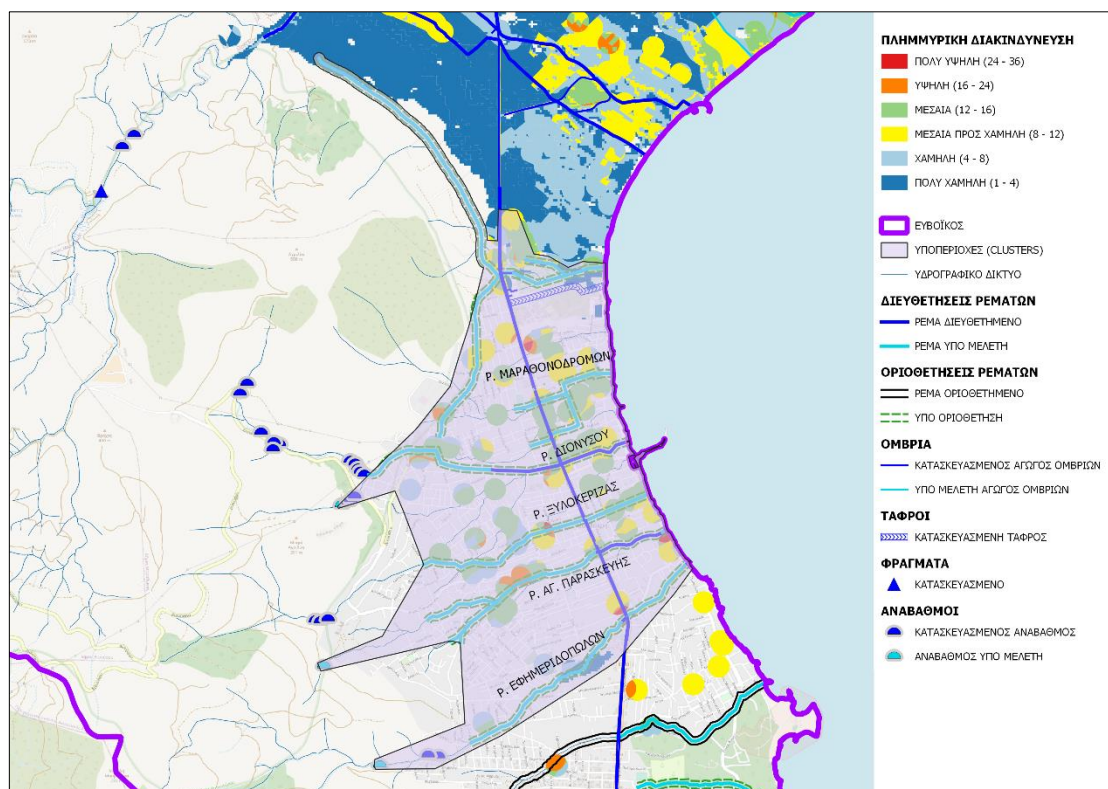 ΠΛΗΜΜΥΡΙΚΗ ΔΙΑΚΙΝΔΥΝΕΥΣΗ
ΠΟΛΥ ΥΨΗΛΗ (24 - 36)
ΥΨΗΛΗ (16 - 24)
ΜΕΣΑΙΑ (12 - 16)
ΜΕΣΑΙΑ ΠΡΟΣ ΧΑΜΗΛΗ (8 - 12)
ΧΑΜΗΛΗ (4 - 8)
ΠΟΛΥ ΧΑΜΗΛΗ (1 - 4)
ΕΥΒΟΪΚΟΣ
ΥΠΟΠΕΡΙΟΧΕΣ (CLUSTERS)
ΥΔΡΟΓΡΑΦΙΚΟ ΔΙΚΤΥΟ
ΔΙΕΥΘΕΤΗΣΕΙΣ ΡΕΜΑΤΩΝ
ΡΕΜΑ ΔΙΕΥΘΕΤΗΜΕΝΟ
ΡΕΜΑ ΥΠΟ ΜΕΛΕΤΗ
ΟΡΙΟΘΕΤΗΣΕΙΣ ΡΕΜΑΤΩΝ
ΡΕΜΑ ΟΡΙΟΘΕΤΗΜΕΝΟ
ΥΠΟ ΟΡΙΟΘΕΤΗΣΗ
ΟΜΒΡΙΑ
ΚΑΤΑΣΚΕΥΑΣΜΕΝΟΣ ΑΓΩΓΟΣ ΟΜΒΡΙΩΝ
ΥΠΟ ΜΕΛΕΤΗ ΑΓΩΓΟΣ ΟΜΒΡΙΩΝ
ΤΑΦΡΟΙ
ΚΑΤΑΣΚΕΥΑΣΜΕΝΗ ΤΑΦΡΟΣ
ΦΡΑΓΜΑΤΑ
ΚΑΤΑΣΚΕΥΑΣΜΕΝΟ
ΑΝΑΒΑΘΜΟΙ
ΚΑΤΑΣΚΕΥΑΣΜΕΝΟΣ ΑΝΑΒΑΘΜΟΣ
ΑΝΑΒΑΘΜΟΣ ΥΠΟ ΜΕΛΕΤΗ
Ρ. ΜΑΡΑΘΟΝΟΔΡΟΜΩΝ
Ρ. ΔΙΟΝΥΣΟΥ
Ρ. ΞΥΛΟΚΕΡΙΖΑΣ
Ρ. ΑΓ. ΠΑΡΑΣΚΕΥΗΣ
Ρ. ΕΦΗΜΕΡΙΔΟΠΩΛΩΝ